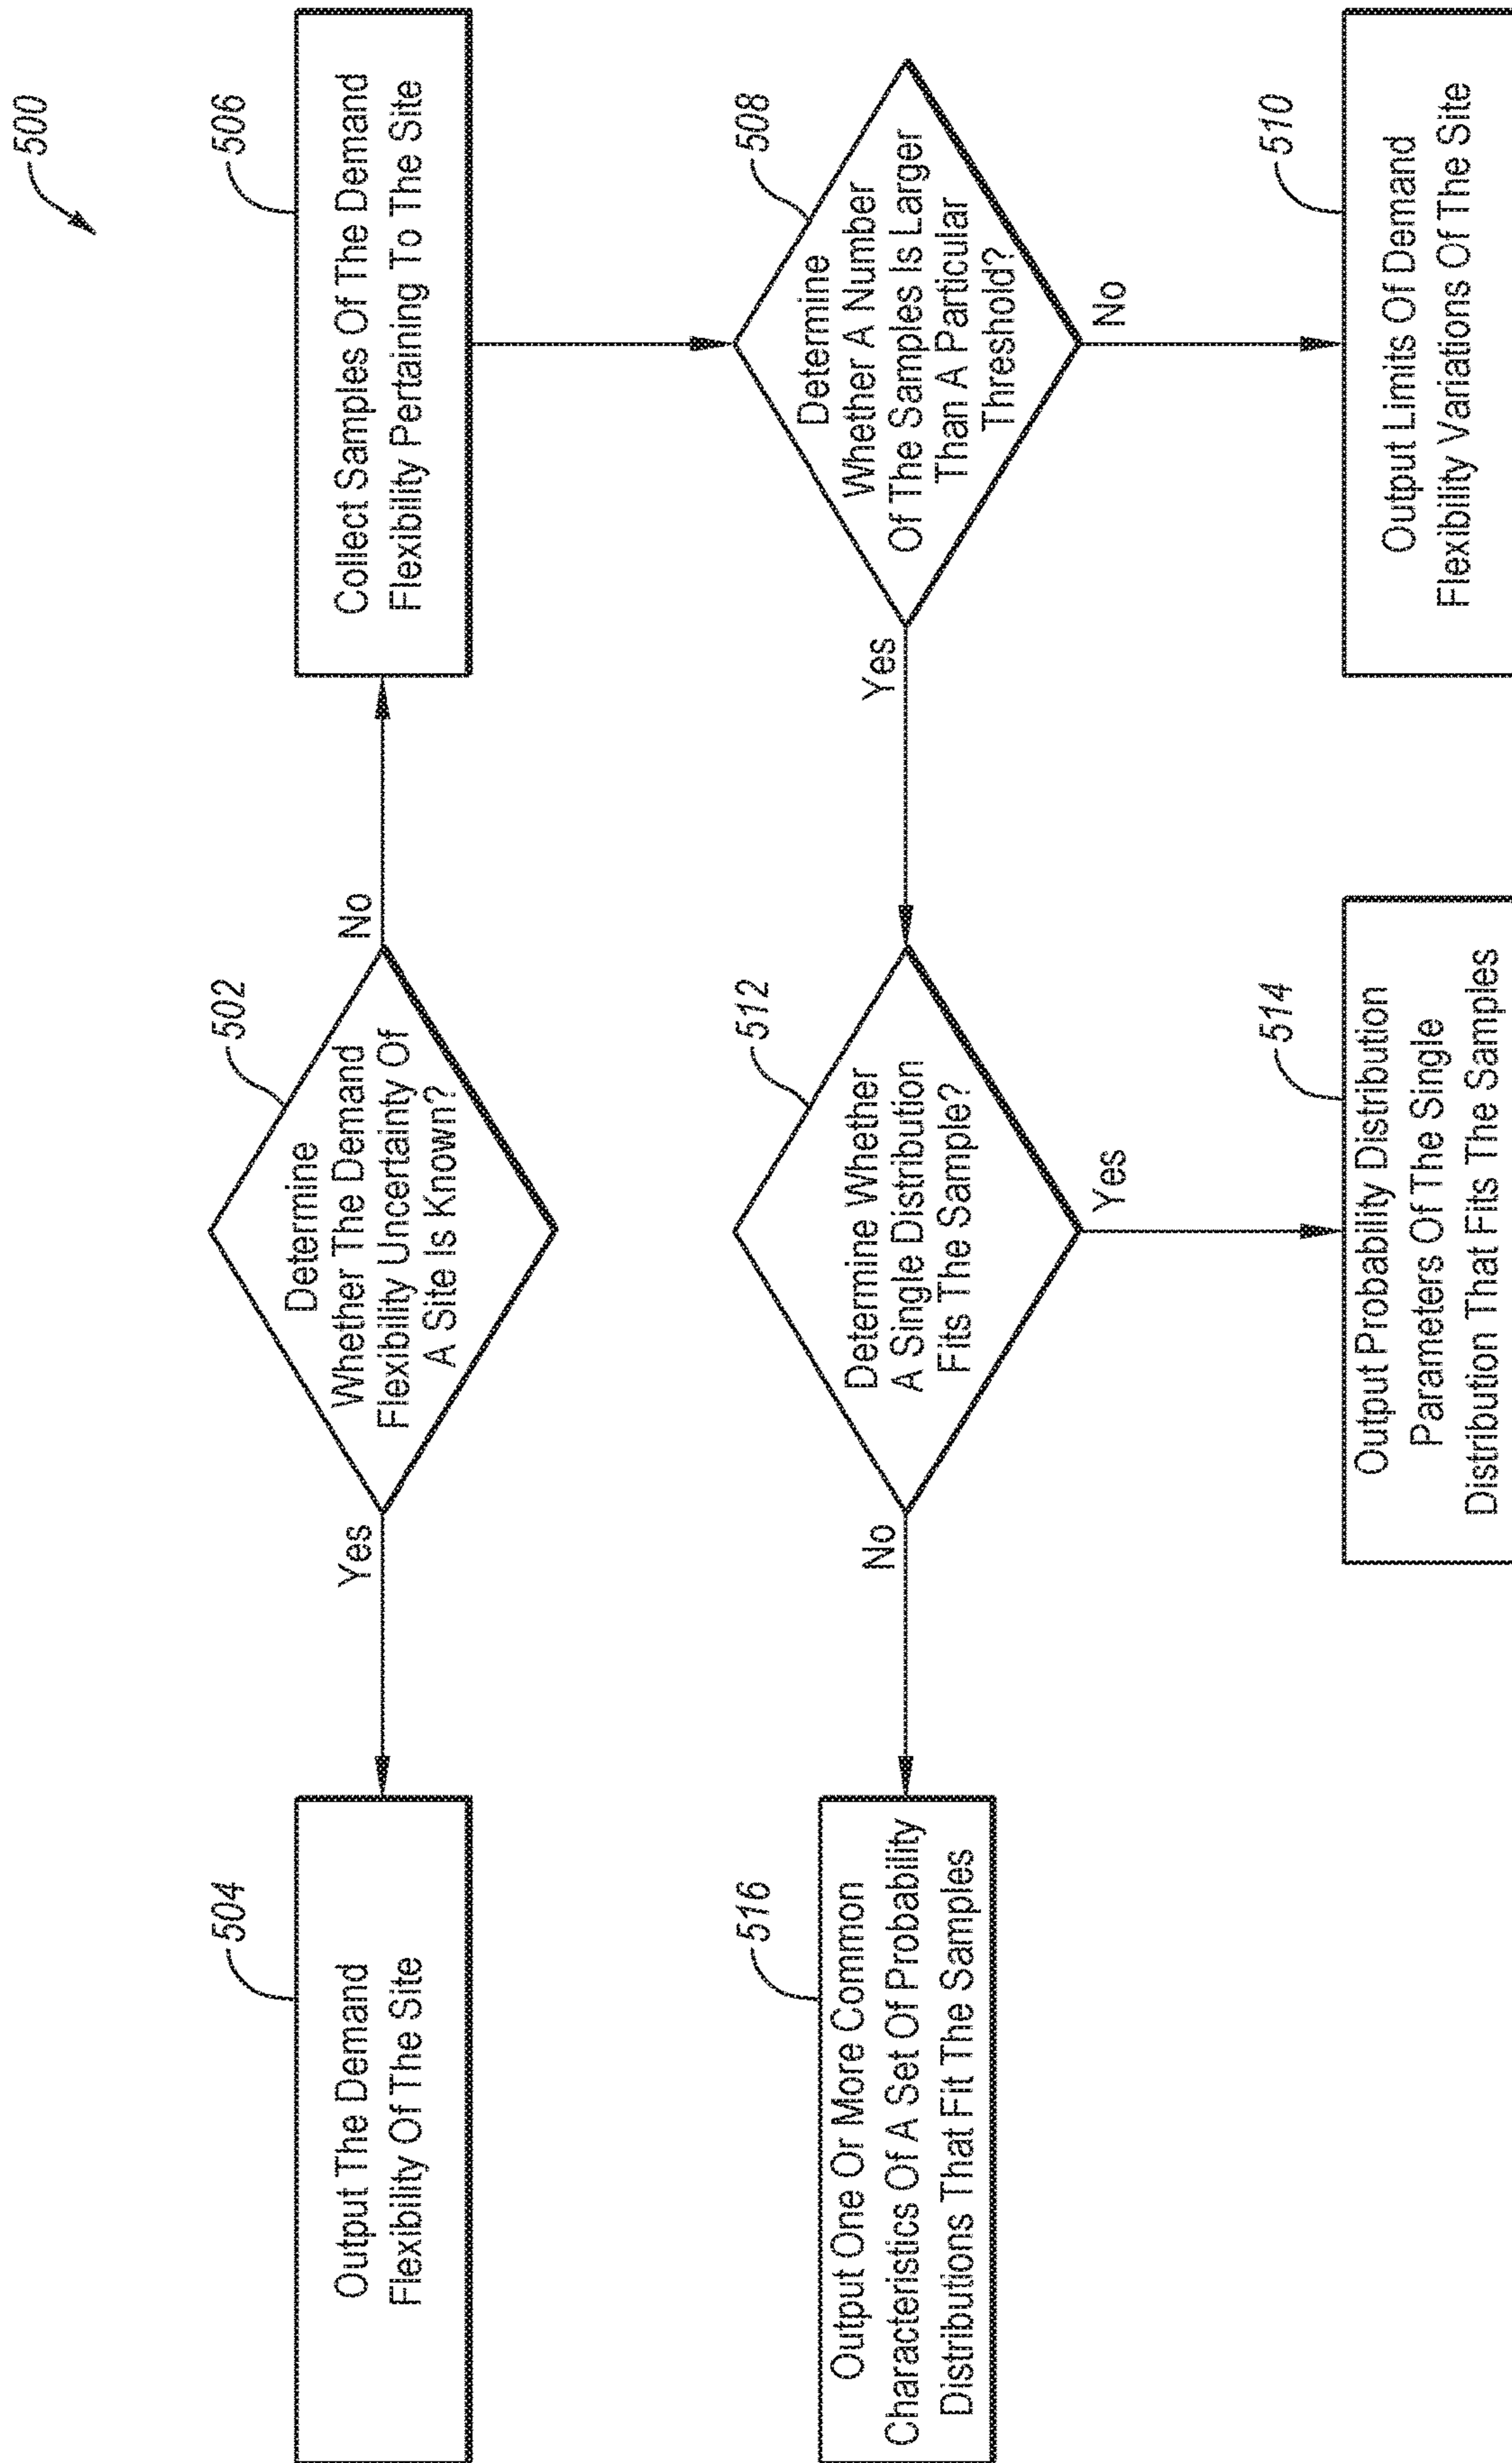 500
504
Output The Demand
Flexibility Of The Site
Yes
502
Determine
Whether The Demand
Flexibility Uncertainty Of
A Site Is Known?
No
506
Collect Samples Of The Demand
Flexibility Pertaining To The Site
516
Output One Or More Common
Characteristics Of A Set Of Probability
Distributions That Fit The Samples
No
512
Determine Whether
A Single Distribution
Fits The Sample?
Yes
Yes
508
Determine
Whether A Number
Of The Samples Is Larger
Than A Particular
Threshold?
No
514
Output Probability Distribution
Parameters Of The Single
Distribution That Fits The Samples
510
Output Limits Of Demand
Flexibility Variations Of The Site